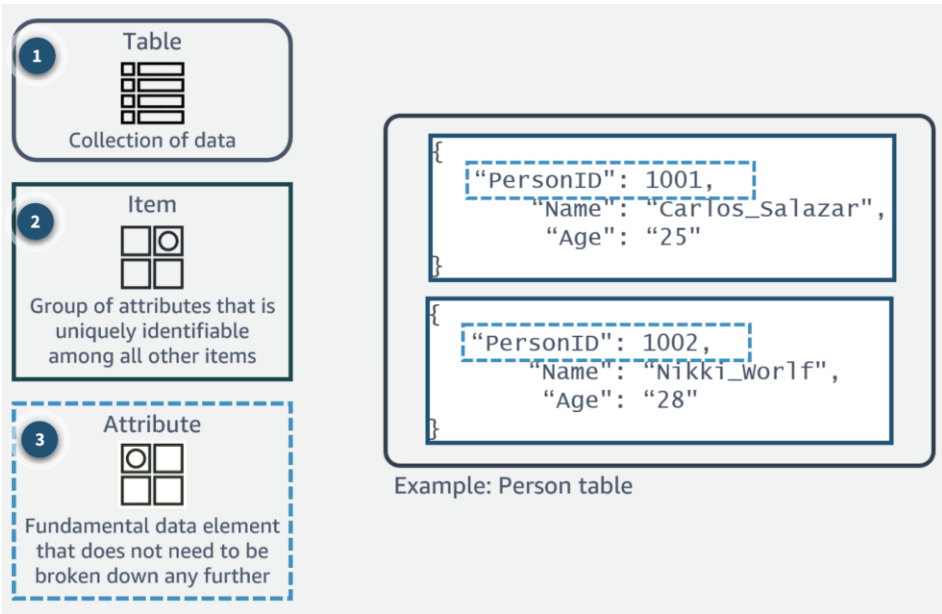 1
Table
Collection of data
2
Item
Group of attributes that is
uniquely identifiable
among all other items
3
Attribute
Fundamental data element
that does not need to be
broken down any further
{
“PersonID": 1001,
“Name": “Carlos_Salazar",
“Age": “25"
}
{
“PersonID": 1002,
“Name": “Nikki_Worlf",
“Age": “28"
}
Example: Person table